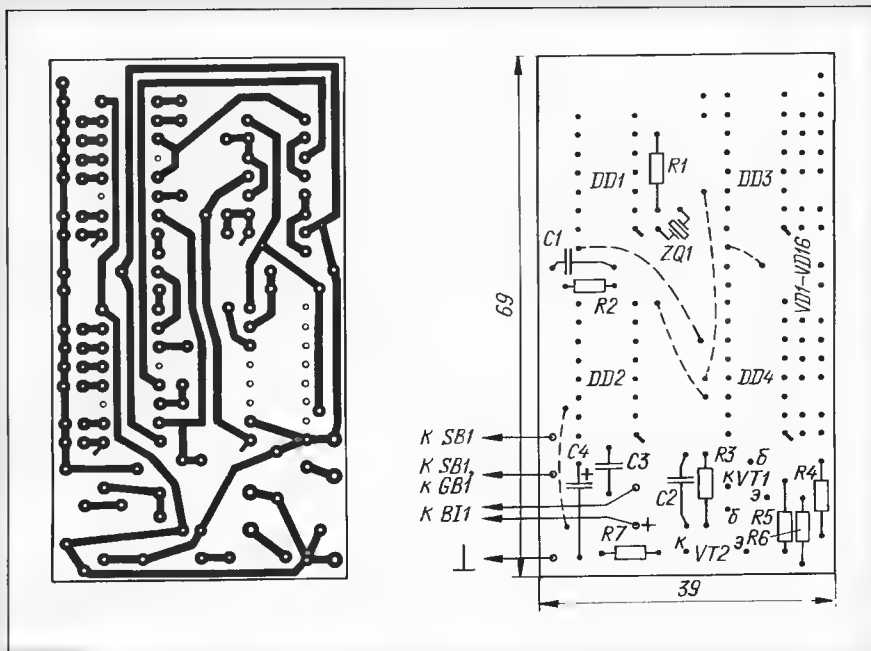 DD1
R1
DD3
C1
ZQ1
VD1-VD16
R2
69
DD2
DD4
К SB1
К SB1,
К GB1
К BI1
C4
+
C3
C2
R3
К VT1
б
э
R4
б
R5
R6
+
R7
К
VT2
э
⊥
39